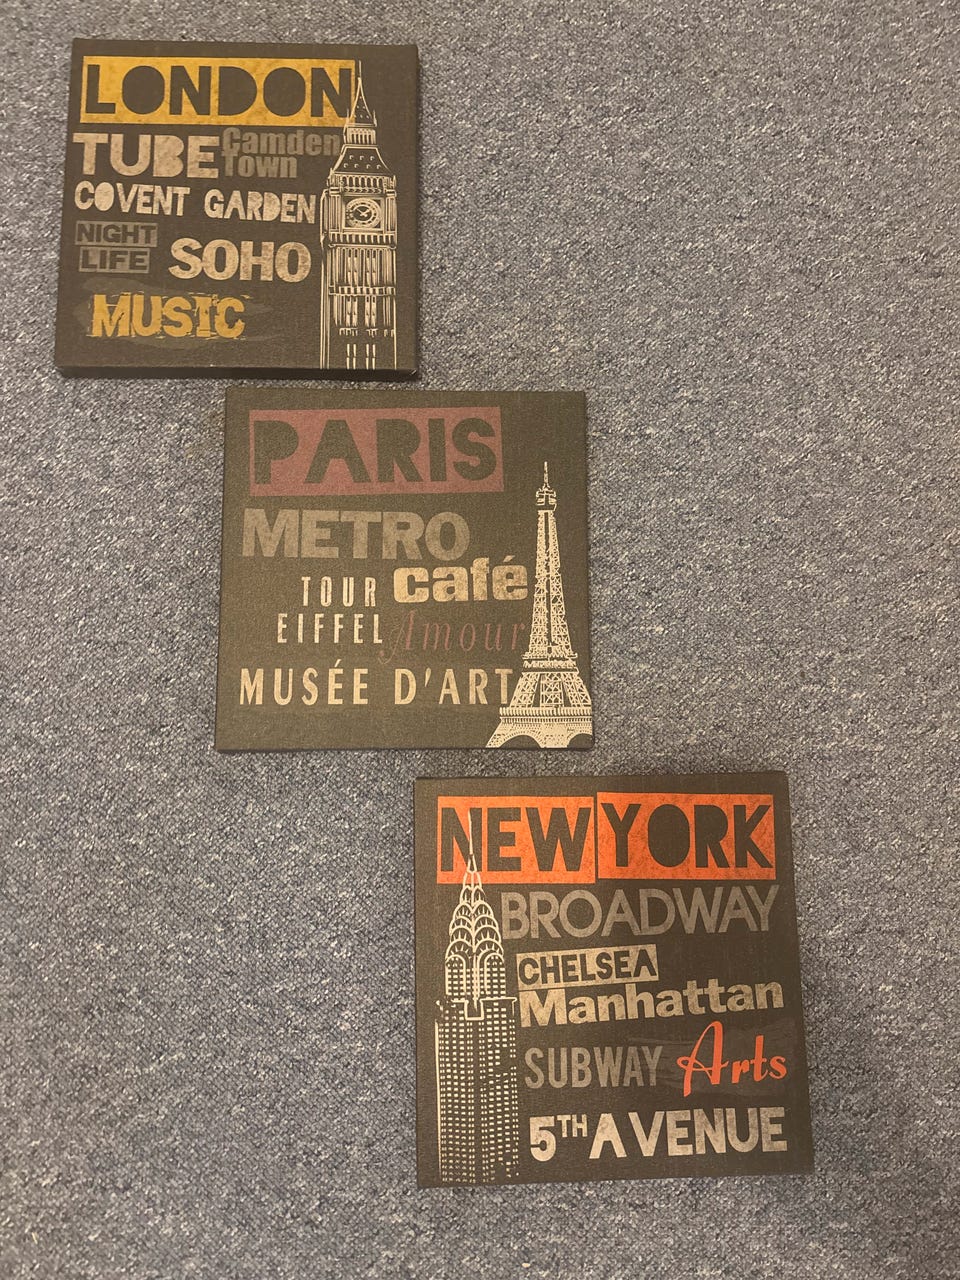 LONDON
TUBE Camden Town
COVENT GARDEN
NIGHT LIFE SOHO
MUSIC
PARIS
METRO
TOUR café
EIFFEL Amour
MUSÉE D'ART
NEW YORK
BROADWAY
CHELSEA
Manhattan
SUBWAY Arts
5TH AVENUE